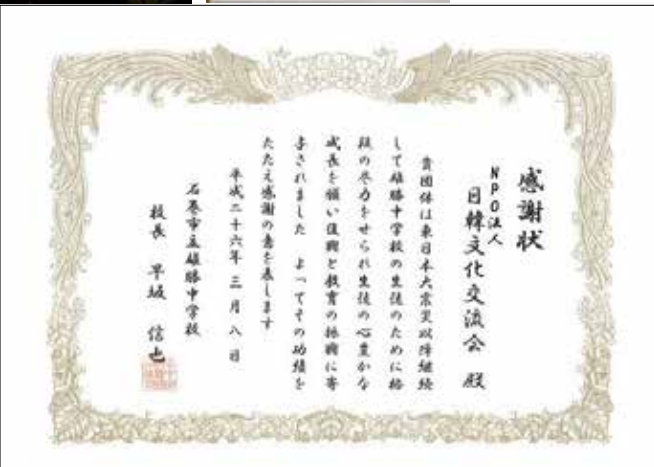 感謝状
NPO法人
日韓文化交流会 殿
貴団体は東日本大震災以降継続
して雄勝中学校の生徒のために格
段の尽力をせられ生徒の心豊かな
成長を願い復興と教育の振興に寄
与されました よってその功績を
たたえ感謝の意を表します
平成二十六年三月八日
石巻市立雄勝中学校
校長 早坂 信也